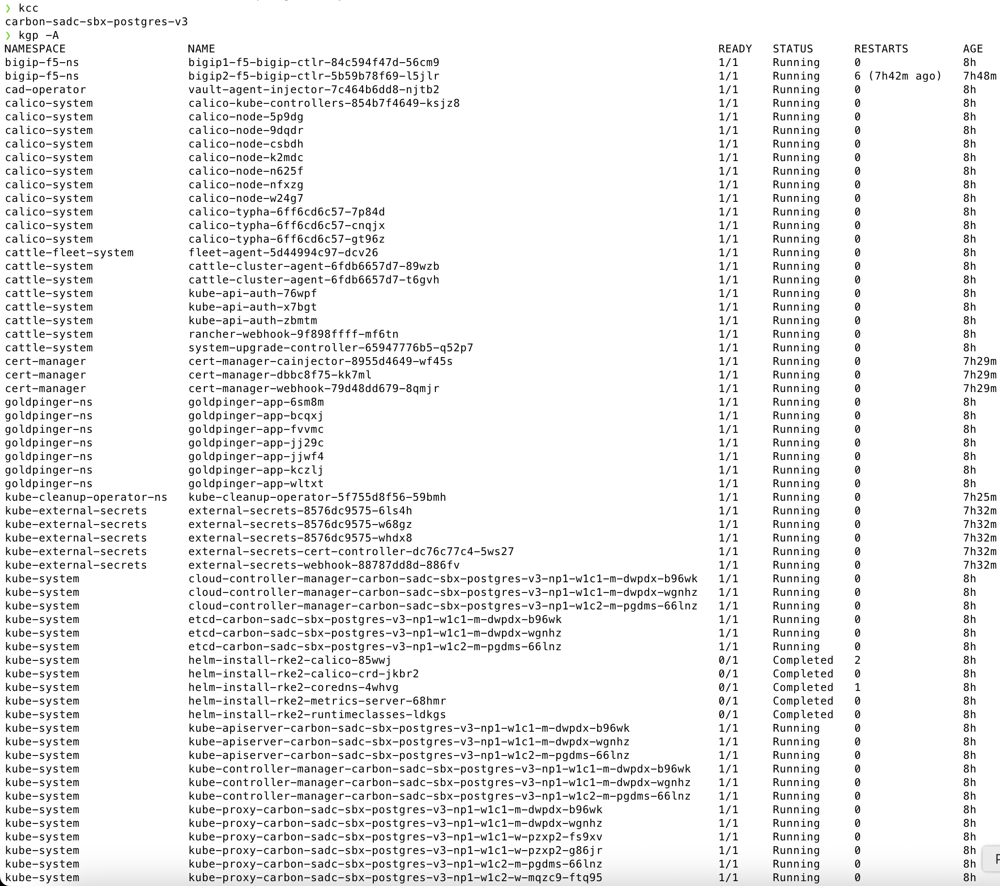 ❯ kcc
carbon-sadc-sbx-postgres-v3
❯ kgp -A
NAMESPACE NAME READY STATUS RESTARTS AGE
bigip-f5-ns bigip1-f5-bigip-ctlr-84c594f47d-56cm9 1/1 Running 0 8h
bigip-f5-ns bigip2-f5-bigip-ctlr-5b59b78f69-l5jlr 1/1 Running 6 (7h42m ago) 7h48m
cad-operator vault-agent-injector-7c464b6dd8-njtb2 1/1 Running 0 8h
calico-system calico-kube-controllers-854b7f4649-ksjz8 1/1 Running 0 8h
calico-system calico-node-5p9dg 1/1 Running 0 8h
calico-system calico-node-9dqdr 1/1 Running 0 8h
calico-system calico-node-csbdh 1/1 Running 0 8h
calico-system calico-node-k2mdc 1/1 Running 0 8h
calico-system calico-node-n625f 1/1 Running 0 8h
calico-system calico-node-nfxzg 1/1 Running 0 8h
calico-system calico-node-w24g7 1/1 Running 0 8h
calico-system calico-typha-6ff6cd6c57-7p84d 1/1 Running 0 8h
calico-system calico-typha-6ff6cd6c57-cnqjx 1/1 Running 0 8h
calico-system calico-typha-6ff6cd6c57-gt96z 1/1 Running 0 8h
cattle-fleet-system fleet-agent-5d44994c97-dcv26 1/1 Running 0 8h
cattle-system cattle-cluster-agent-6fdb6657d7-89wzb 1/1 Running 0 8h
cattle-system cattle-cluster-agent-6fdb6657d7-t6gvh 1/1 Running 0 8h
cattle-system kube-api-auth-76wpf 1/1 Running 0 8h
cattle-system kube-api-auth-x7bgt 1/1 Running 0 8h
cattle-system kube-api-auth-zbmtm 1/1 Running 0 8h
cattle-system rancher-webhook-9f898ffff-mf6tn 1/1 Running 0 8h
cattle-system system-upgrade-controller-65947776b5-q52p7 1/1 Running 0 8h
cert-manager cert-manager-cainjector-8955d4649-wf45s 1/1 Running 0 7h29m
cert-manager cert-manager-dbbc8f75-kk7ml 1/1 Running 0 7h29m
cert-manager cert-manager-webhook-79d48dd679-8qmjr 1/1 Running 0 7h29m
goldpinger-ns goldpinger-app-6sm8m 1/1 Running 0 8h
goldpinger-ns goldpinger-app-bcqxj 1/1 Running 0 8h
goldpinger-ns goldpinger-app-fvvmc 1/1 Running 0 8h
goldpinger-ns goldpinger-app-jj29c 1/1 Running 0 8h
goldpinger-ns goldpinger-app-jjwf4 1/1 Running 0 8h
goldpinger-ns goldpinger-app-kczlj 1/1 Running 0 8h
goldpinger-ns goldpinger-app-wltxt 1/1 Running 0 8h
kube-cleanup-operator-ns kube-cleanup-operator-5f755d8f56-59bmh 1/1 Running 0 7h25m
kube-external-secrets external-secrets-8576dc9575-6ls4h 1/1 Running 0 7h32m
kube-external-secrets external-secrets-8576dc9575-w68gz 1/1 Running 0 7h32m
kube-external-secrets external-secrets-8576dc9575-whdx8 1/1 Running 0 7h32m
kube-external-secrets external-secrets-cert-controller-dc76c77c4-5ws27 1/1 Running 0 7h32m
kube-external-secrets external-secrets-webhook-88787dd8d-886fv 1/1 Running 0 7h32m
kube-system cloud-controller-manager-carbon-sadc-sbx-postgres-v3-np1-w1c1-m-dwpdx-b96wk 1/1 Running 0 8h
kube-system cloud-controller-manager-carbon-sadc-sbx-postgres-v3-np1-w1c1-m-dwpdx-wgnhz 1/1 Running 0 8h
kube-system cloud-controller-manager-carbon-sadc-sbx-postgres-v3-np1-w1c2-m-pgdms-66lnz 1/1 Running 0 8h
kube-system etcd-carbon-sadc-sbx-postgres-v3-np1-w1c1-m-dwpdx-b96wk 1/1 Running 0 8h
kube-system etcd-carbon-sadc-sbx-postgres-v3-np1-w1c1-m-dwpdx-wgnhz 1/1 Running 0 8h
kube-system etcd-carbon-sadc-sbx-postgres-v3-np1-w1c2-m-pgdms-66lnz 1/1 Running 0 8h
kube-system helm-install-rke2-calico-85wwj 0/1 Completed 2 8h
kube-system helm-install-rke2-calico-crd-jkbr2 0/1 Completed 0 8h
kube-system helm-install-rke2-coredns-4whvg 0/1 Completed 1 8h
kube-system helm-install-rke2-metrics-server-68hmr 0/1 Completed 0 8h
kube-system helm-install-rke2-runtimeclasses-ldkgs 0/1 Completed 0 8h
kube-system kube-apiserver-carbon-sadc-sbx-postgres-v3-np1-w1c1-m-dwpdx-b96wk 1/1 Running 0 8h
kube-system kube-apiserver-carbon-sadc-sbx-postgres-v3-np1-w1c1-m-dwpdx-wgnhz 1/1 Running 0 8h
kube-system kube-apiserver-carbon-sadc-sbx-postgres-v3-np1-w1c2-m-pgdms-66lnz 1/1 Running 0 8h
kube-system kube-controller-manager-carbon-sadc-sbx-postgres-v3-np1-w1c1-m-dwpdx-b96wk 1/1 Running 0 8h
kube-system kube-controller-manager-carbon-sadc-sbx-postgres-v3-np1-w1c1-m-dwpdx-wgnhz 1/1 Running 0 8h
kube-system kube-controller-manager-carbon-sadc-sbx-postgres-v3-np1-w1c2-m-pgdms-66lnz 1/1 Running 0 8h
kube-system kube-proxy-carbon-sadc-sbx-postgres-v3-np1-w1c1-m-dwpdx-b96wk 1/1 Running 0 8h
kube-system kube-proxy-carbon-sadc-sbx-postgres-v3-np1-w1c1-m-dwpdx-wgnhz 1/1 Running 0 8h
kube-system kube-proxy-carbon-sadc-sbx-postgres-v3-np1-w1c1-w-pzxp2-fs9xv 1/1 Running 0 8h
kube-system kube-proxy-carbon-sadc-sbx-postgres-v3-np1-w1c1-w-pzxp2-g86jr 1/1 Running 0 8h
kube-system kube-proxy-carbon-sadc-sbx-postgres-v3-np1-w1c2-m-pgdms-66lnz 1/1 Running 0 8h
kube-system kube-proxy-carbon-sadc-sbx-postgres-v3-np1-w1c2-w-mqzc9-ftq95 1/1 Running 0 8h